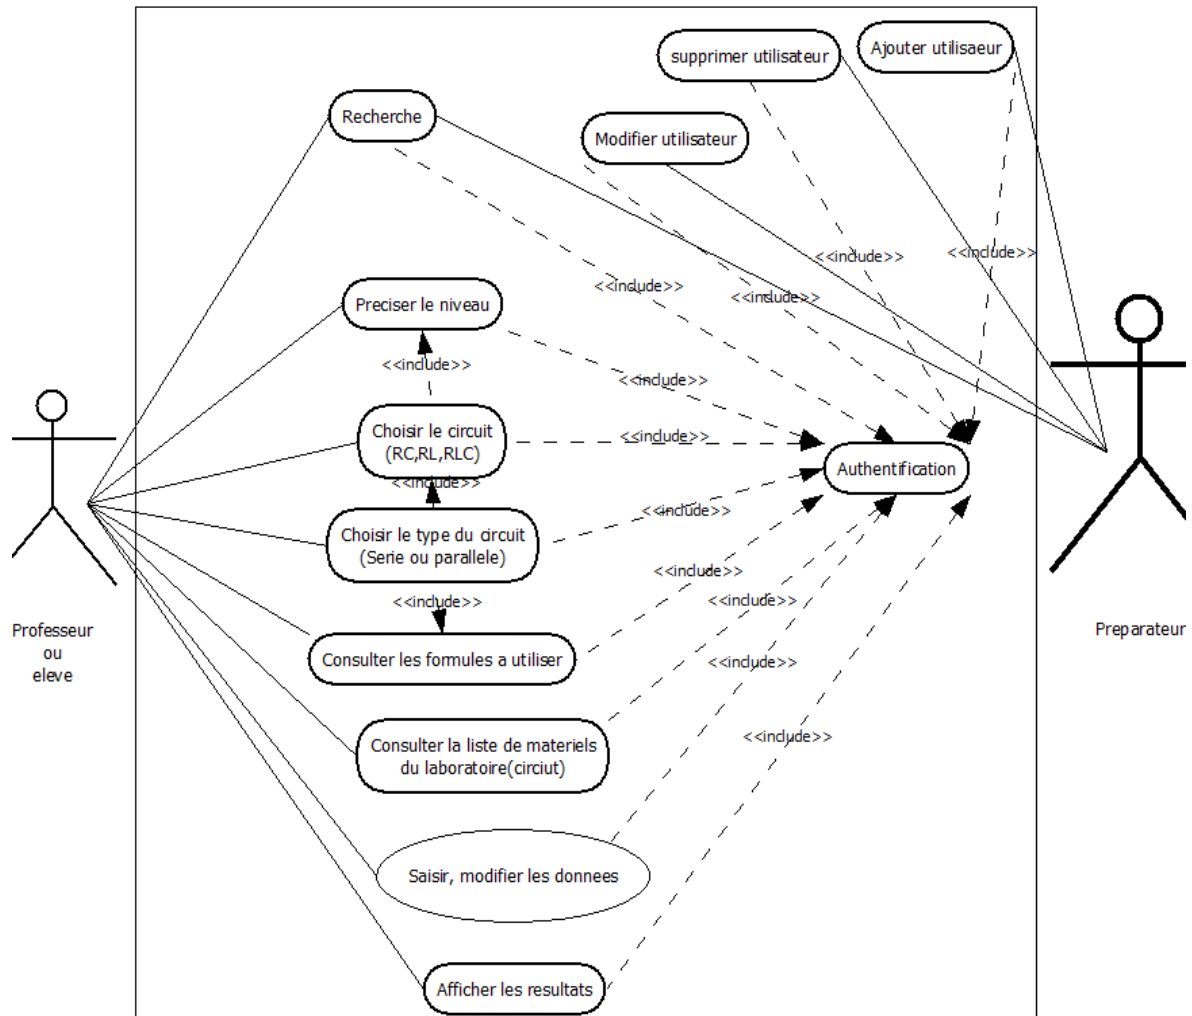 Ajouter utilisaeur
supprimer utilisateur
Recherche
Modifier utilisateur
<<include>>
<<include>>
<<include>>
<<include>>
Preciser le niveau
<<include>>
<<include>>
Choisir le circuit
(RC,RL,RLC)
<<include>>
Authentification
<<include>>
Choisir le type du circuit
(Serie ou parallele)
<<include>>
<<include>>
<<include>>
<<include>>
Professeur
ou
eleve
Preparateur
Consulter les formules a utiliser
<<include>>
Consulter la liste de materiels
du laboratoire(circiut)
<<include>>
Saisir, modifier les donnees
Afficher les resultats